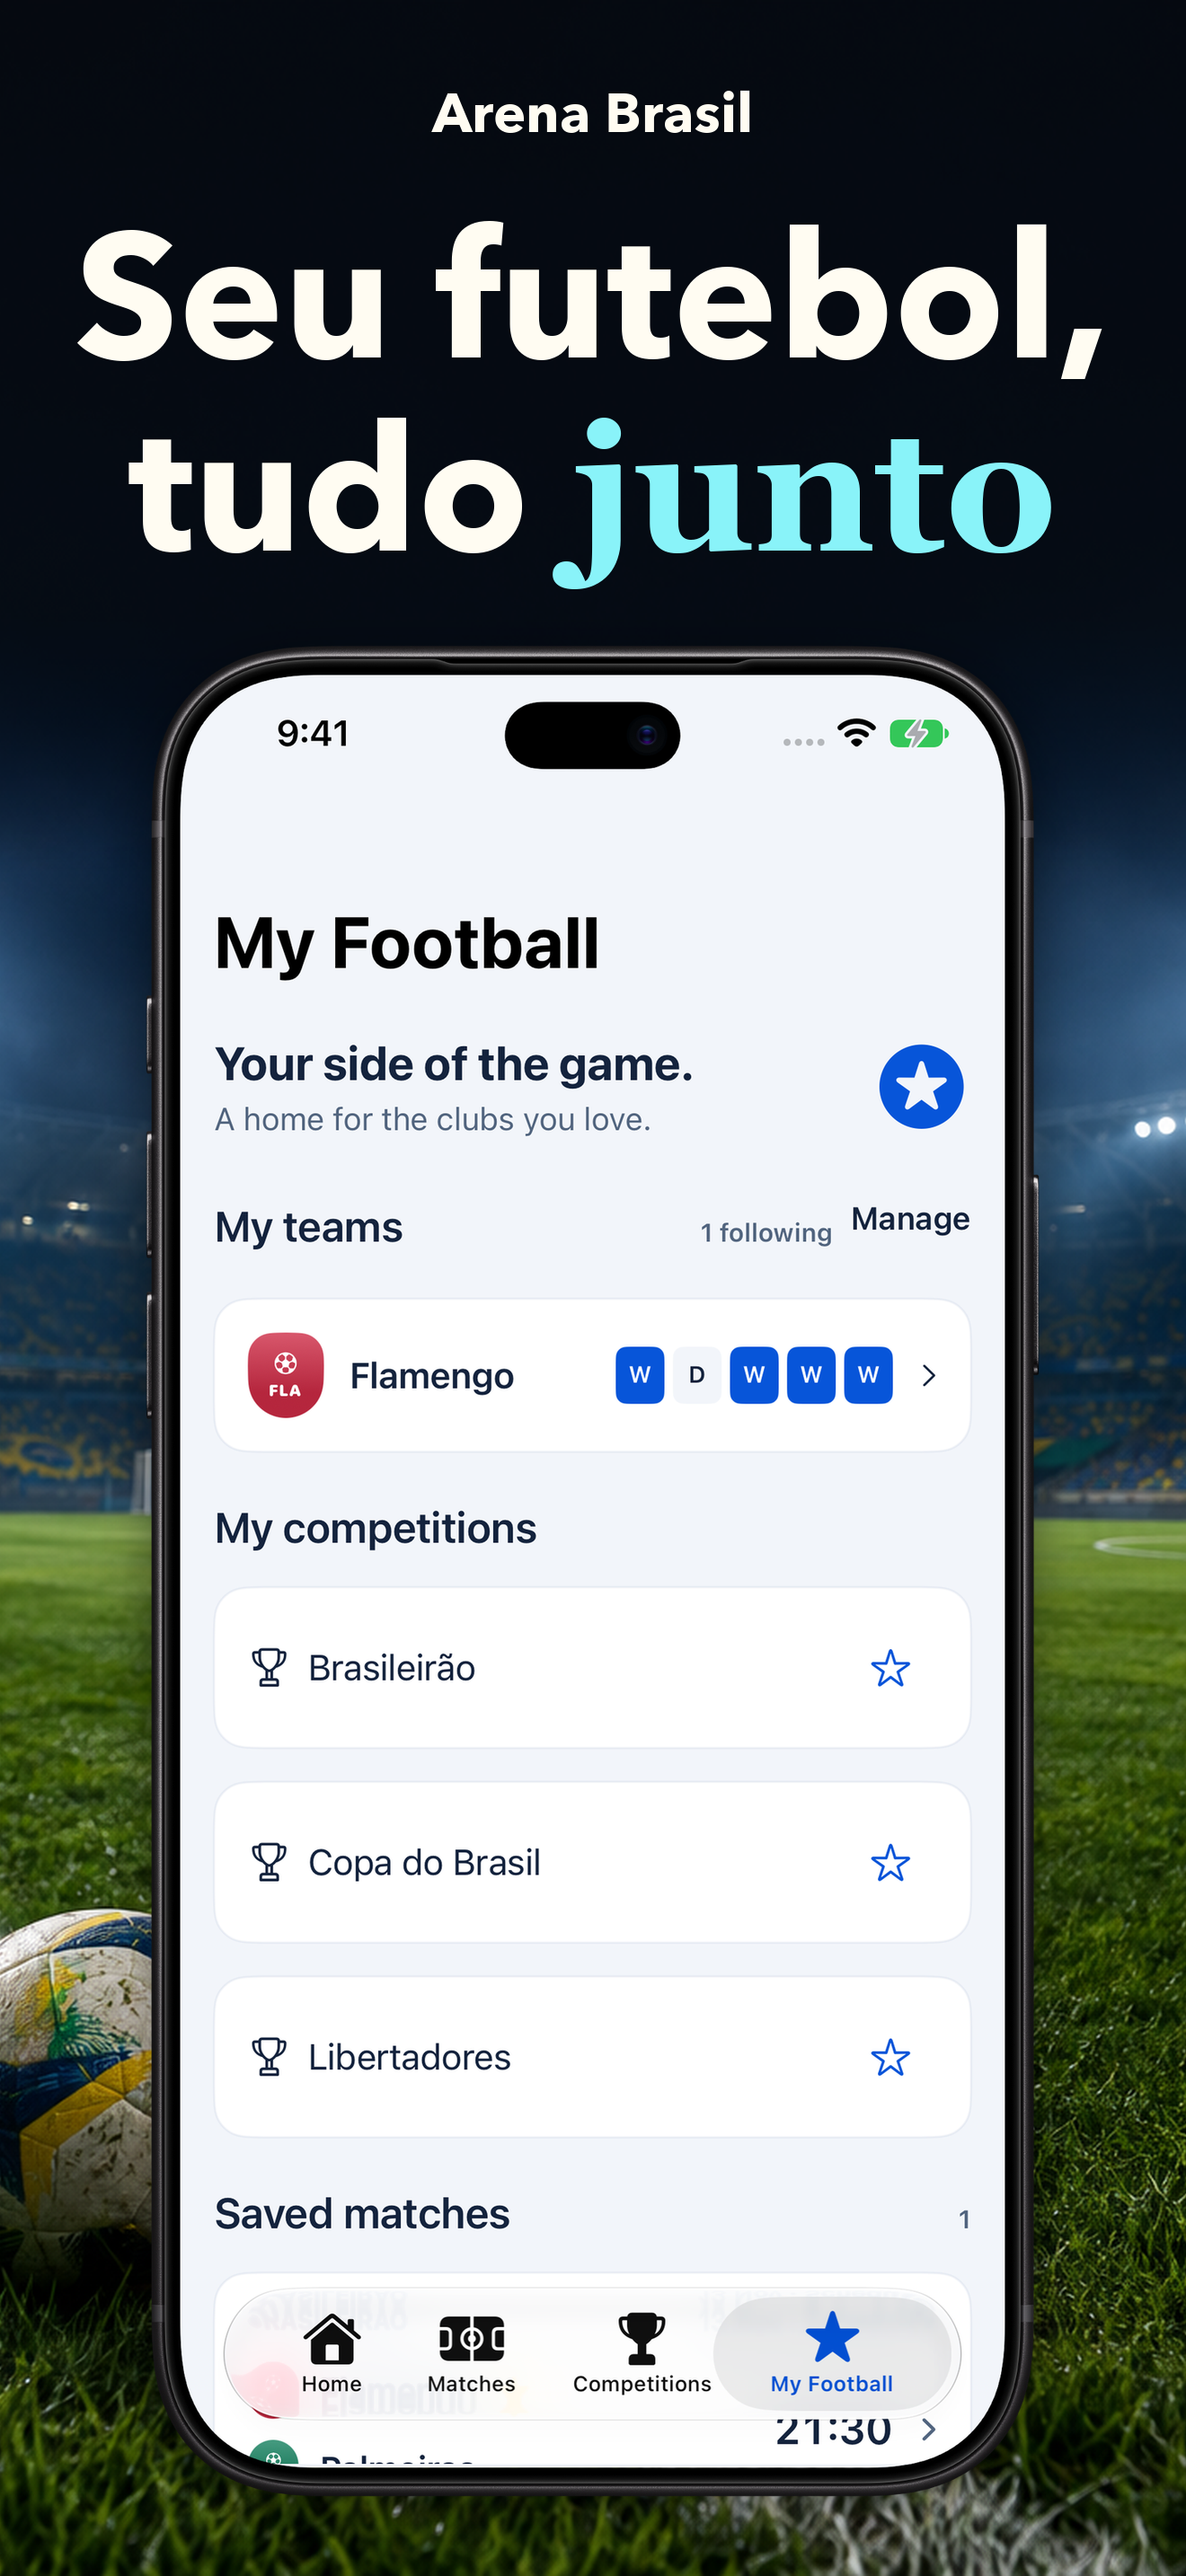 Arena Brasil
Seu futebol,
tudo junto
9:41
My Football
Your side of the game.
A home for the clubs you love.
My teams 1 following Manage
FLA Flamengo W D W W W
My competitions
Brasileirão
Copa do Brasil
Libertadores
Saved matches 1
Home Matches Competitions My Football
21:30